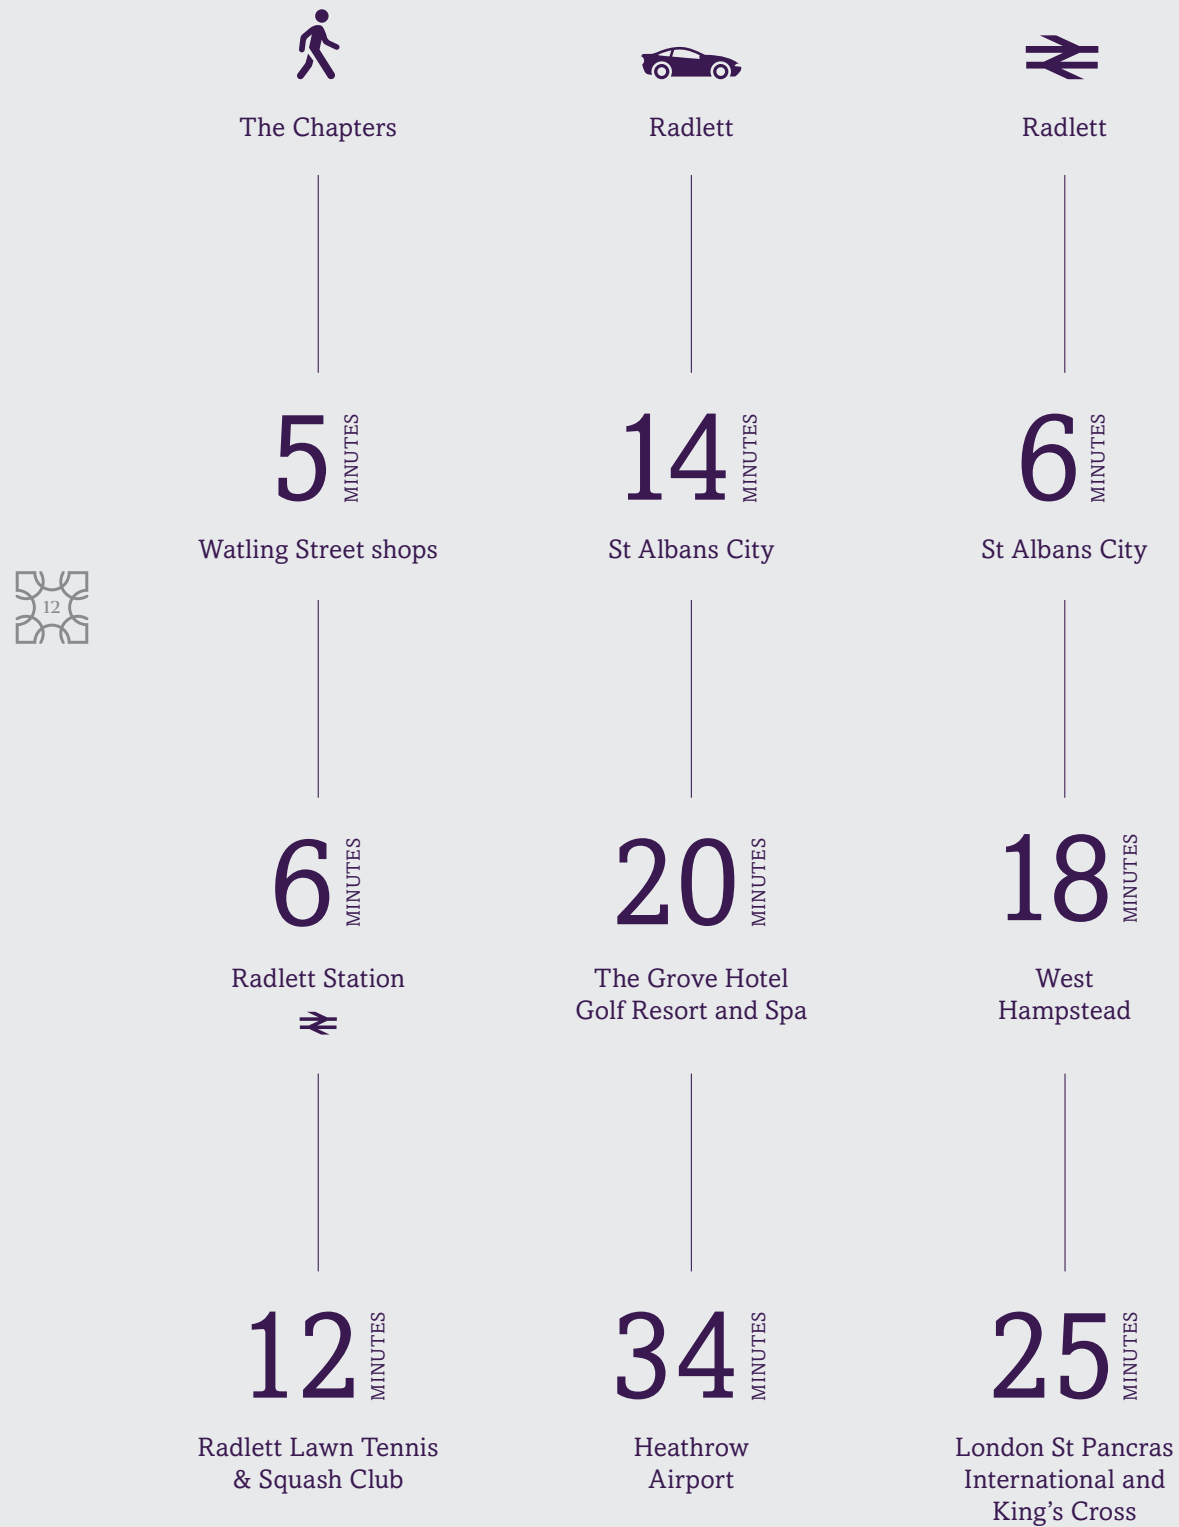 The Chapters
5 MINUTES
Watling Street shops
6 MINUTES
Radlett Station
12 MINUTES
Radlett Lawn Tennis
& Squash Club
Radlett
14 MINUTES
St Albans City
20 MINUTES
The Grove Hotel
Golf Resort and Spa
34 MINUTES
Heathrow
Airport
Radlett
6 MINUTES
St Albans City
18 MINUTES
West
Hampstead
25 MINUTES
London St Pancras
International and
King’s Cross
12